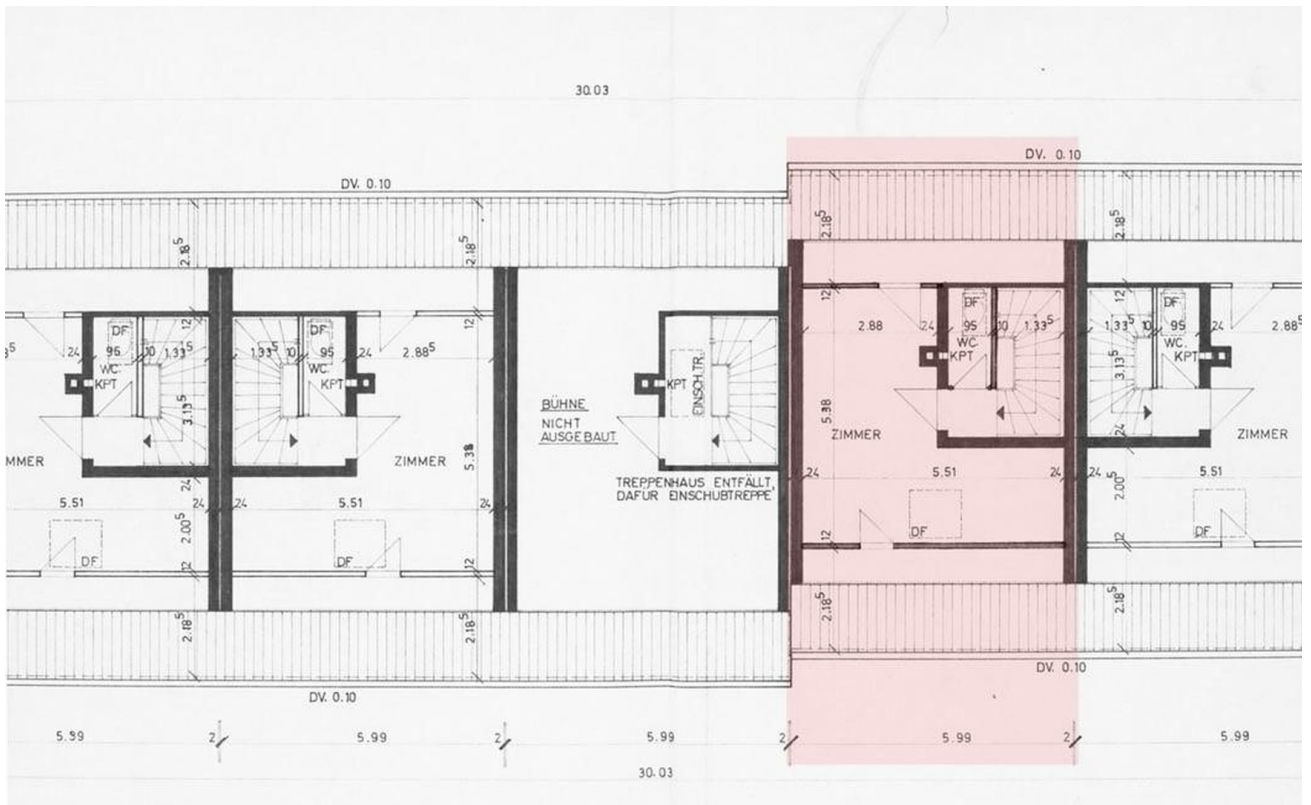 30.03
DV. 0.10
DV. 0.10
2.18⁵
2.18⁵
2.18⁵
2.18⁵
12
12
12
12
DF
DF
DF
DF
24
95
10
1.33⁵
1.33⁵
10
95
24
2.88⁵
2.88
95
10
1.33⁵
1.33⁵
95
24
2.88⁵
WC.
WC.
WC.
WC.
KPT
KPT
KPT
KPT
KPT
EINSCH.TR.
3.13⁵
3.13⁵
BÜHNE
NICHT
AUSGEBAUT
5.38
5.38
ZIMMER
ZIMMER
ZIMMER
24
24
TREPPENHAUS ENTFÄLLT,
DAFÜR EINSCHUBTREPPE
5.51
24
24
5.51
24
24
5.51
24
24
5.51
2.00⁵
2.00⁵
DF
DF
DF
DF
12
12
12
12
2.18⁵
2.18⁵
2.18⁵
2.18⁵
DV. 0.10
DV. 0.10
5.99
2
5.99
2
5.99
2
5.99
2
5.99
30.03